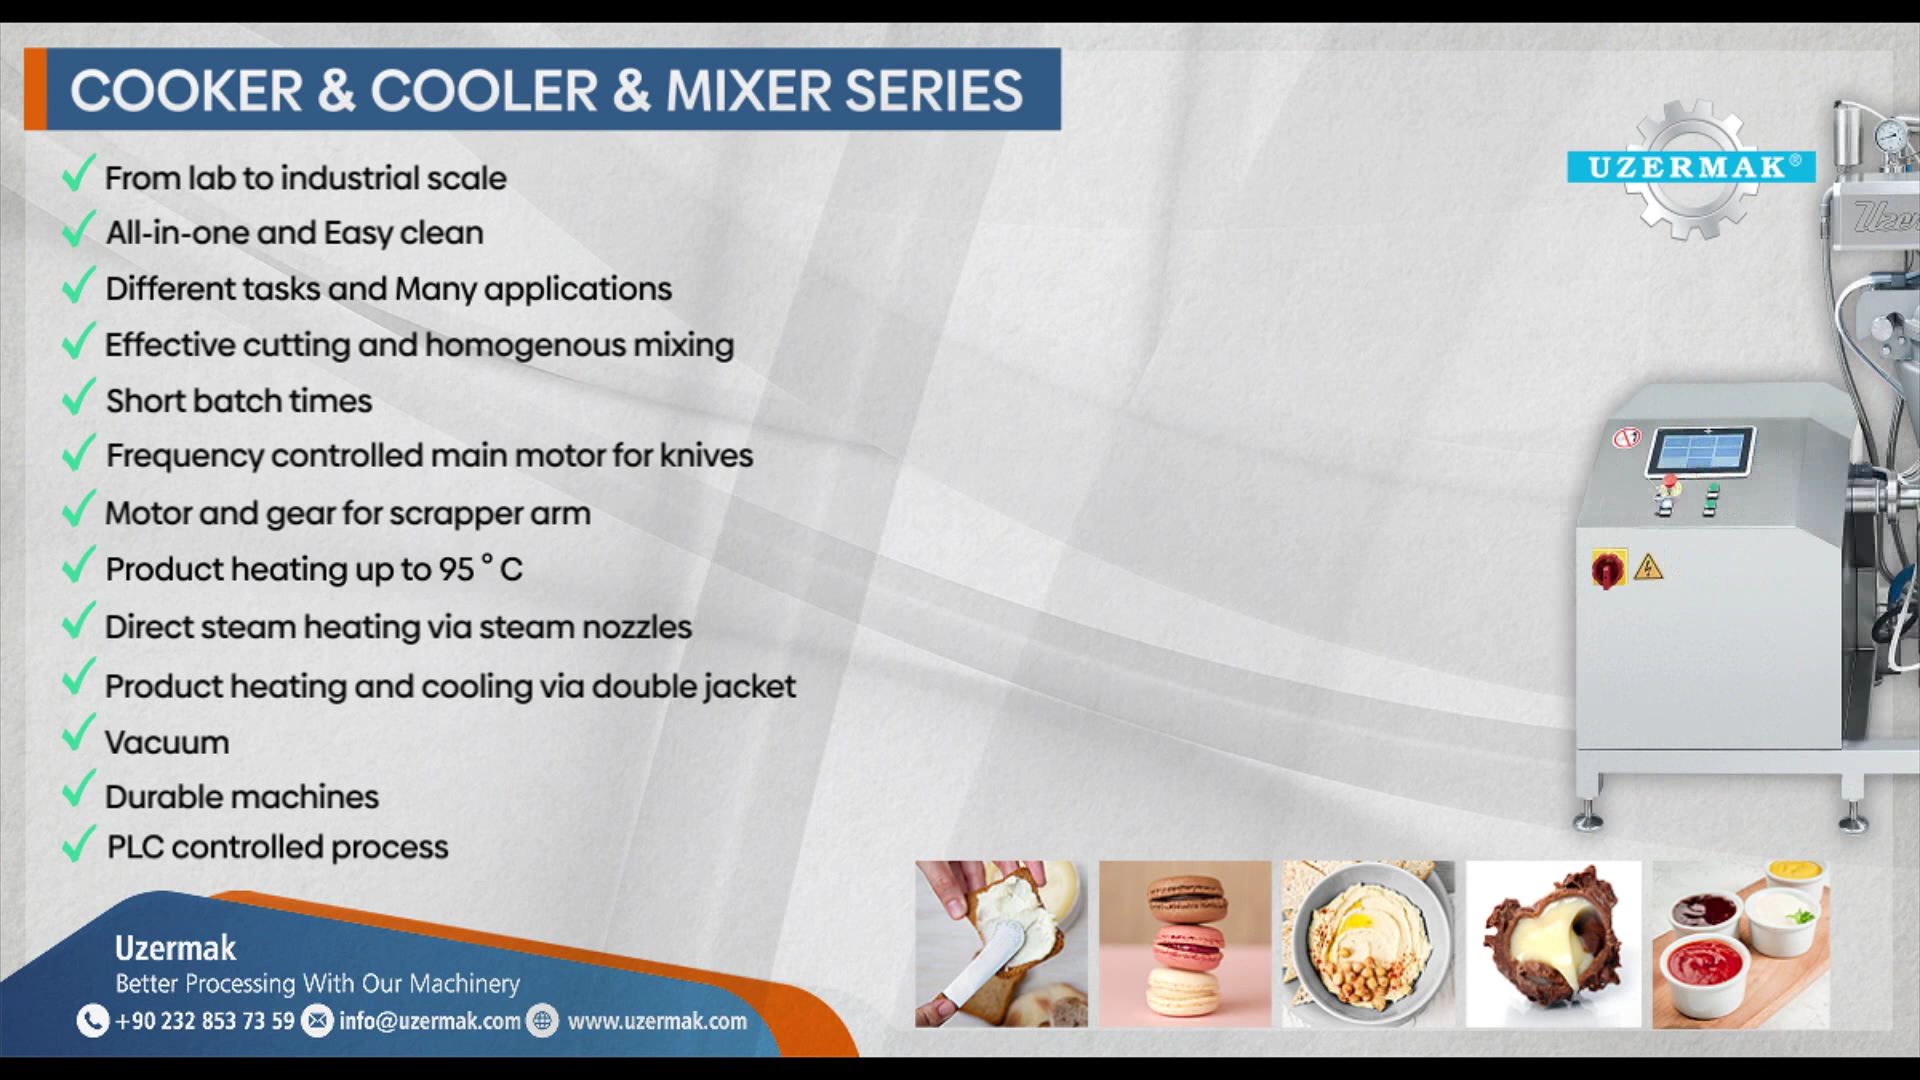 COOKER & COOLER & MIXER SERIES
UZERMAK®
From lab to industrial scale
All-in-one and Easy clean
Different tasks and Many applications
Effective cutting and homogenous mixing
Short batch times
Frequency controlled main motor for knives
Motor and gear for scrapper arm
Product heating up to 95 ° C
Direct steam heating via steam nozzles
Product heating and cooling via double jacket
Vacuum
Durable machines
PLC controlled process
Uzermak
Better Processing With Our Machinery
+90 232 853 73 59 info@uzermak.com www.uzermak.com